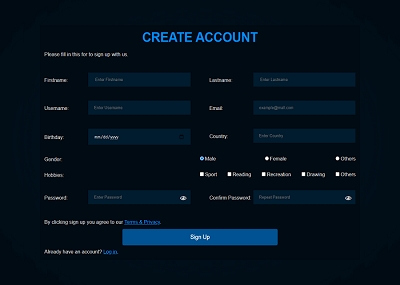 CREATE ACCOUNT
Please fill in this for to sign up with us.
Firstname: Enter Firstname Lastname: Enter Lastname
Username: Enter Username Email: example@mail.com
Birthday: mm/dd/yyyy Country: Enter Country
Gender: Male Female Others
Hobbies: Sport Reading Recreation Drawing Others
Password: Enter Password Confirm Password: Repeat Password
By clicking sign up you agree to our Terms & Privacy.
Sign Up
Already have an account? Log in.